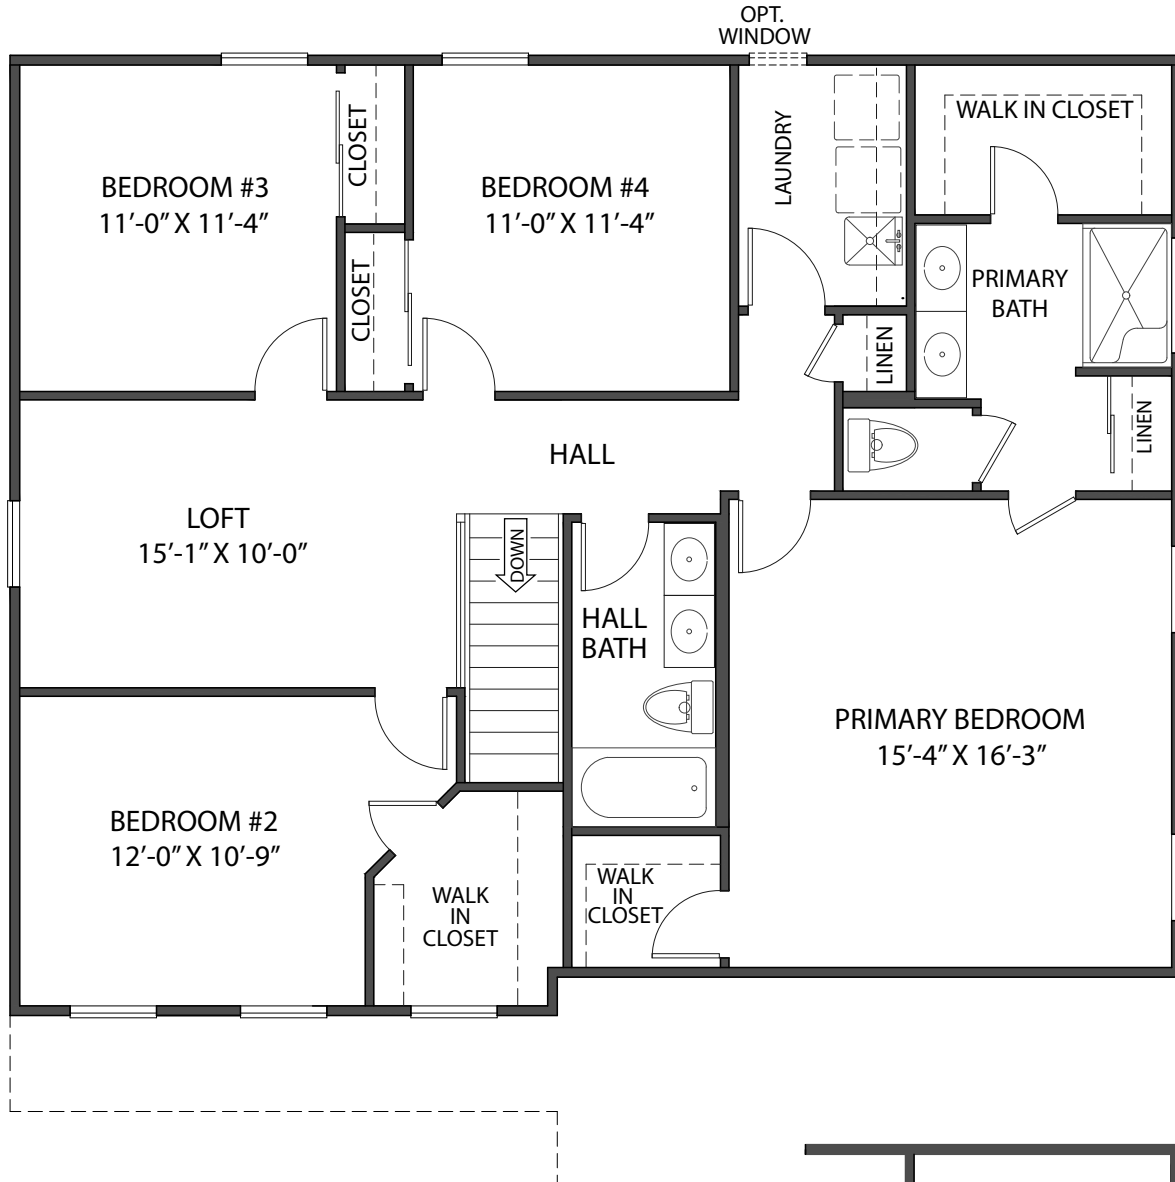 OPT.
WINDOW
CLOSET
LAUNDRY
WALK IN CLOSET
BEDROOM #3
11'-0" X 11'-4"
BEDROOM #4
11'-0" X 11'-4"
CLOSET
PRIMARY
BATH
LINEN
LINEN
HALL
LOFT
15'-1" X 10'-0"
DOWN
HALL
BATH
PRIMARY BEDROOM
15'-4" X 16'-3"
BEDROOM #2
12'-0" X 10'-9"
WALK
IN
CLOSET
WALK
IN
CLOSET